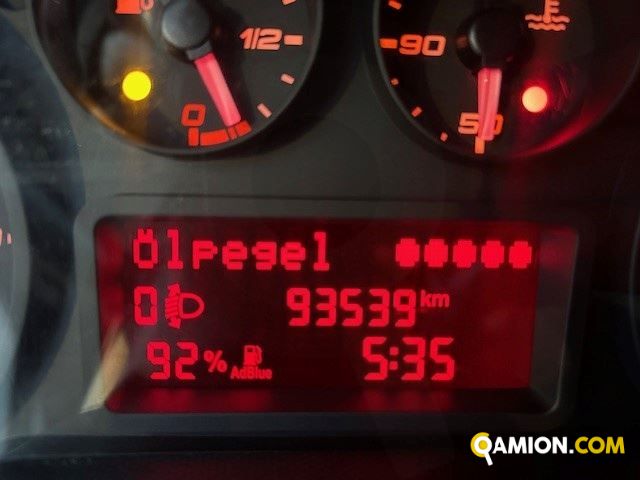 1/2
0
90
50
Ölpegel
0
93539 km
92 % AdBlue
5:35
QAMION.COM